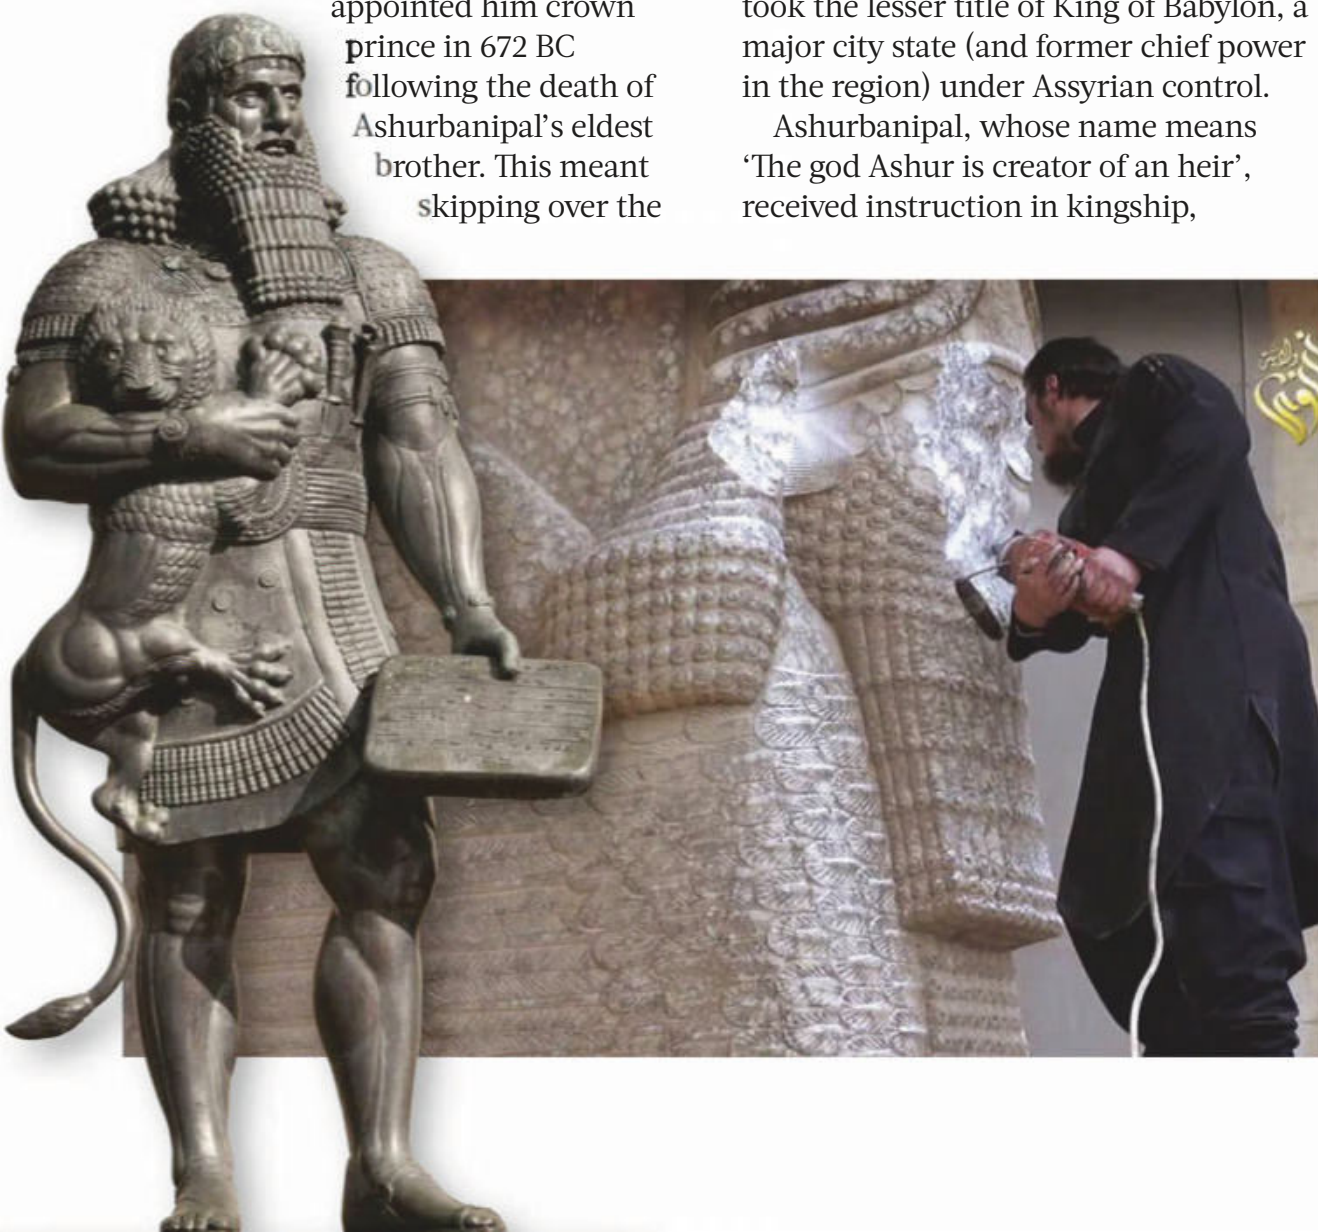 appointed him crown
prince in 672 BC
following the death of
Ashurbanipal’s eldest
brother. This meant
skipping over the
took the lesser title of King of Babylon, a
major city state (and former chief power
in the region) under Assyrian control.
Ashurbanipal, whose name means
‘The god Ashur is creator of an heir’,
received instruction in kingship,